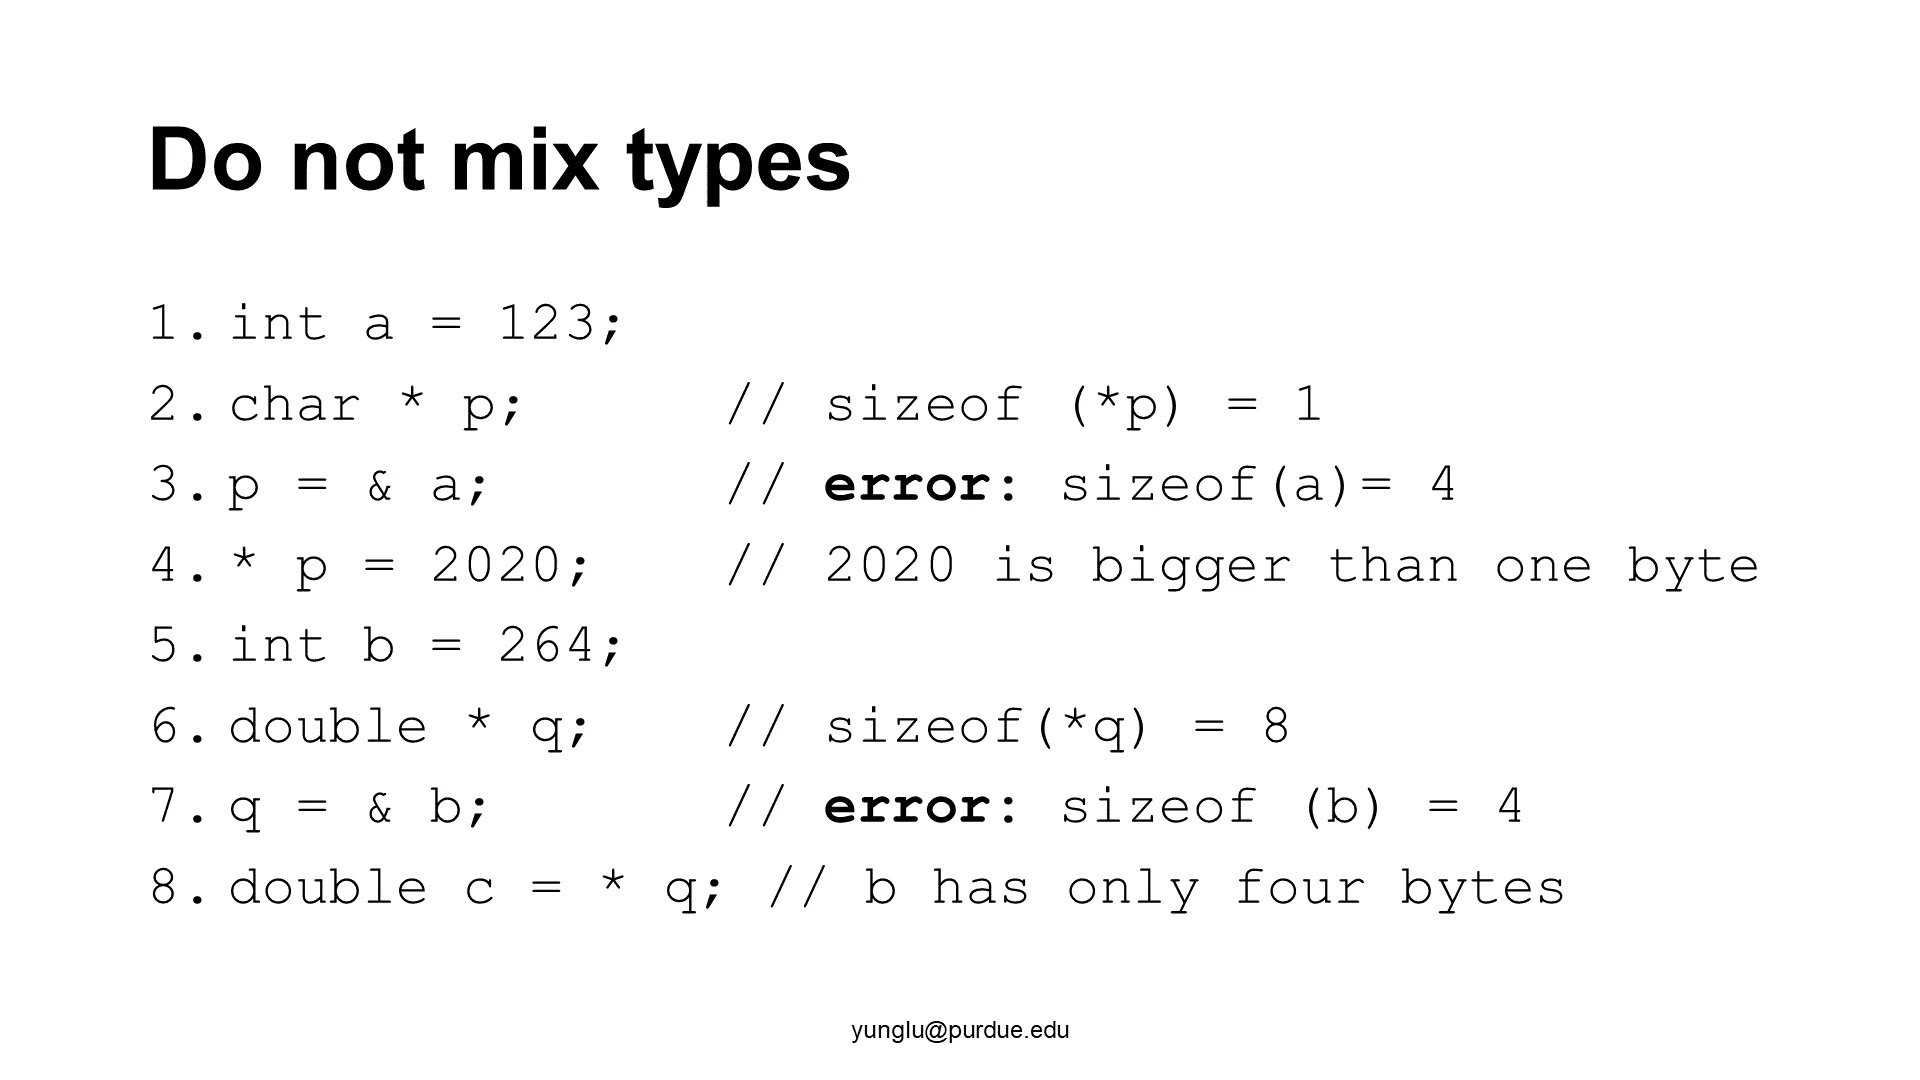 Do not mix types
1. int a = 123;
2. char * p; // sizeof (*p) = 1
3. p = & a; // error: sizeof(a)= 4
4. * p = 2020; // 2020 is bigger than one byte
5. int b = 264;
6. double * q; // sizeof(*q) = 8
7. q = & b; // error: sizeof (b) = 4
8. double c = * q; // b has only four bytes
yunglu@purdue.edu